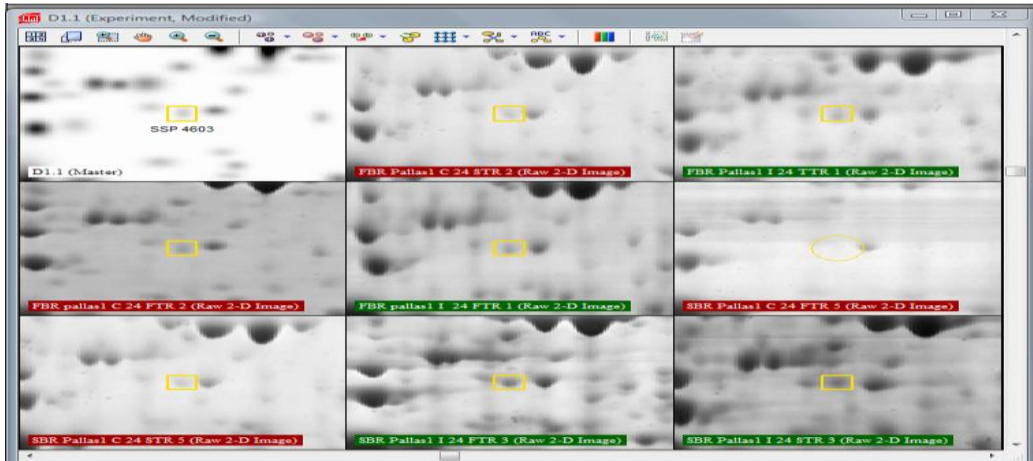 D1.1 (Experiment, Modified)
SSP 4603
D1.1 (Master)
FBR Pallas1 C 24 STR 2 (Raw 2-D Image)
FBR Pallas1 I 24 TTR 1 (Raw 2-D Image)
FBR pallas1 C 24 FTR 2 (Raw 2-D Image)
FBR pallas1 I 24 FTR 1 (Raw 2-D Image)
SBR Pallas1 C 24 FTR 5 (Raw 2-D Image)
SBR Pallas1 C 24 STR 5 (Raw 2-D Image)
SBR Pallas1 I 24 FTR 3 (Raw 2-D Image)
SBR Pallas1 I 24 STR 3 (Raw 2-D Image)